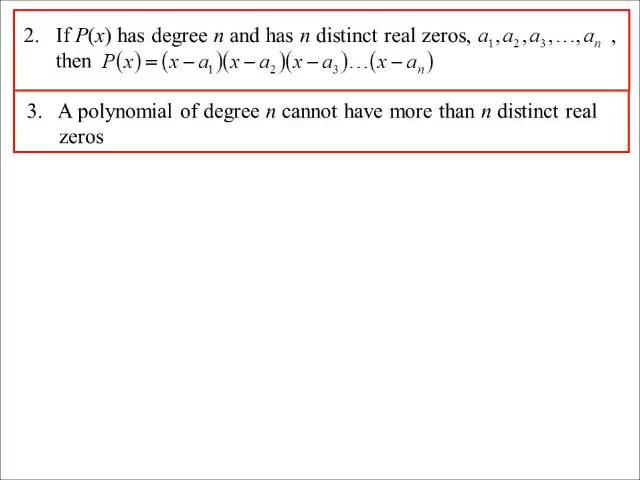 2. If P(x) has degree n and has n distinct real zeros, a₁, a₂, a₃, …, aₙ ,
then P(x) = (x − a₁)(x − a₂)(x − a₃)…(x − aₙ)
3. A polynomial of degree n cannot have more than n distinct real
zeros